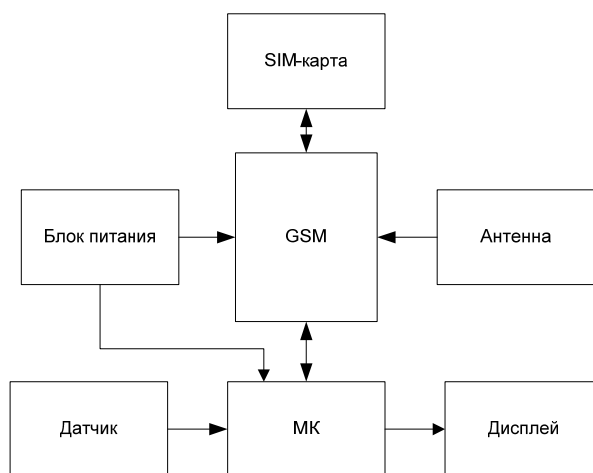 SIM-карта
Блок питания
GSM
Антенна
Датчик
МК
Дисплей